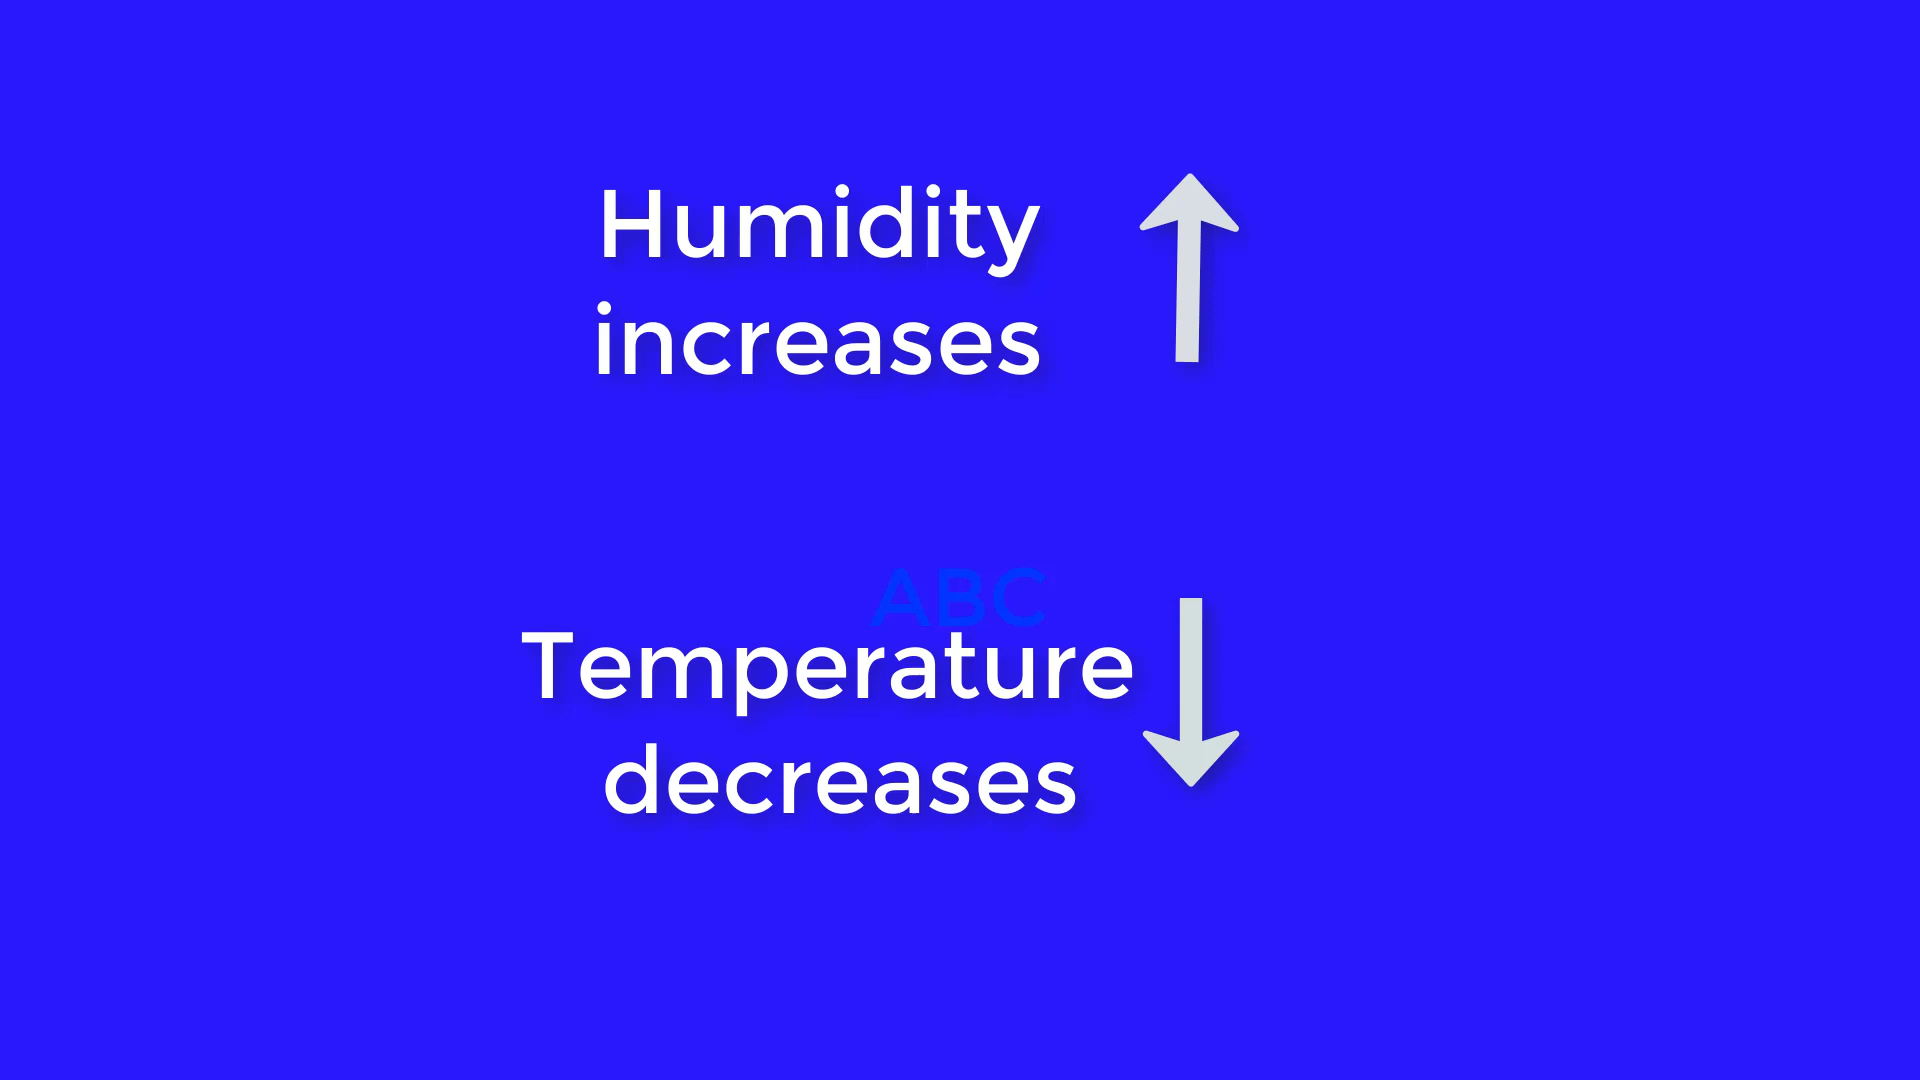 Humidity
increases
ABC
Temperature
decreases